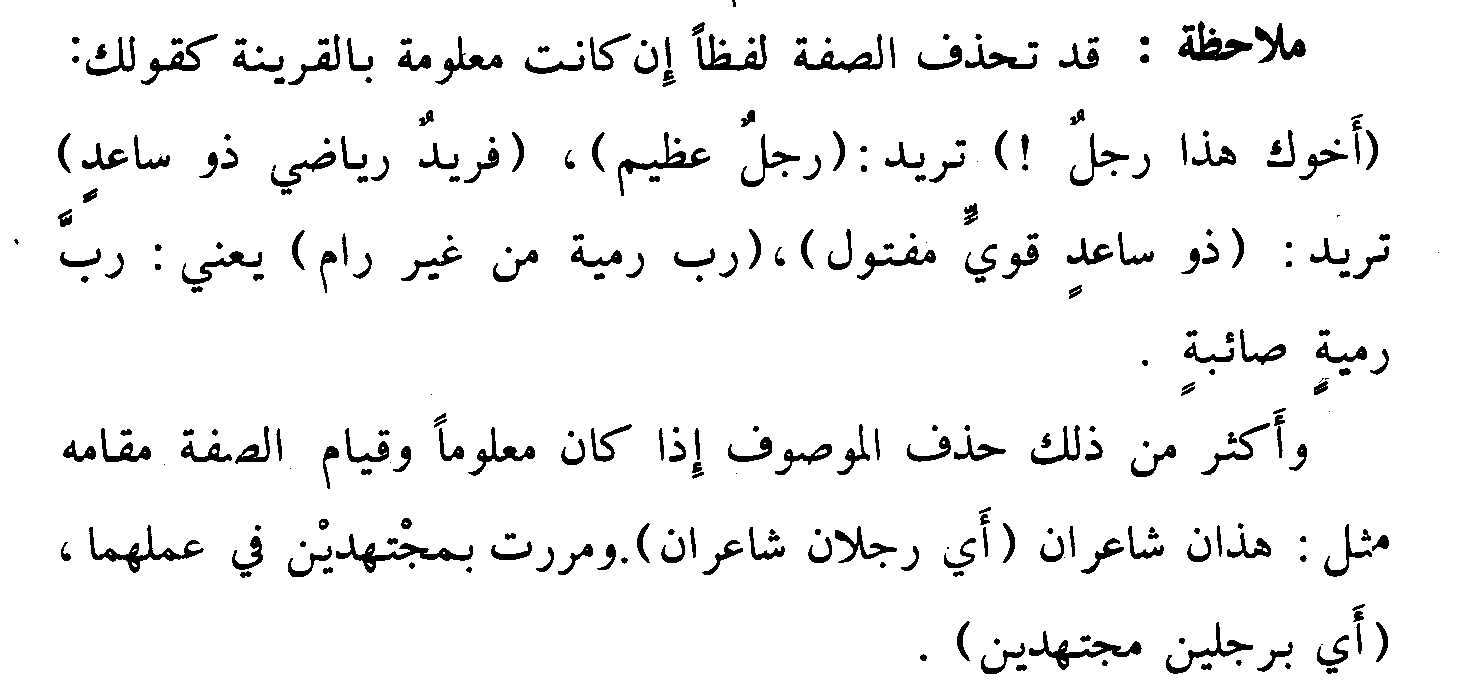 ملاحظة : قد تحذف الصفة لفظاً إِن كانت معلومة بالقرينة كقولك:
(أَخوك هذا رجلٌ !) تريد :(رجلٌ عظيم)، (فريدٌ رياضي ذو ساعدٍ)
تريد : (ذو ساعدٍ قويٍّ مفتول)،(رب رمية من غير رام) يعني : ربَّ
رميةٍ صائبةٍ .
وأَكثر من ذلك حذف الموصوف إِذا كان معلوماً وقيام الصفة مقامه
مثل : هذان شاعران (أَي رجلان شاعران).ومررت بمجْتهديْن في عملهما ،
(أَي برجلين مجتهدين) .